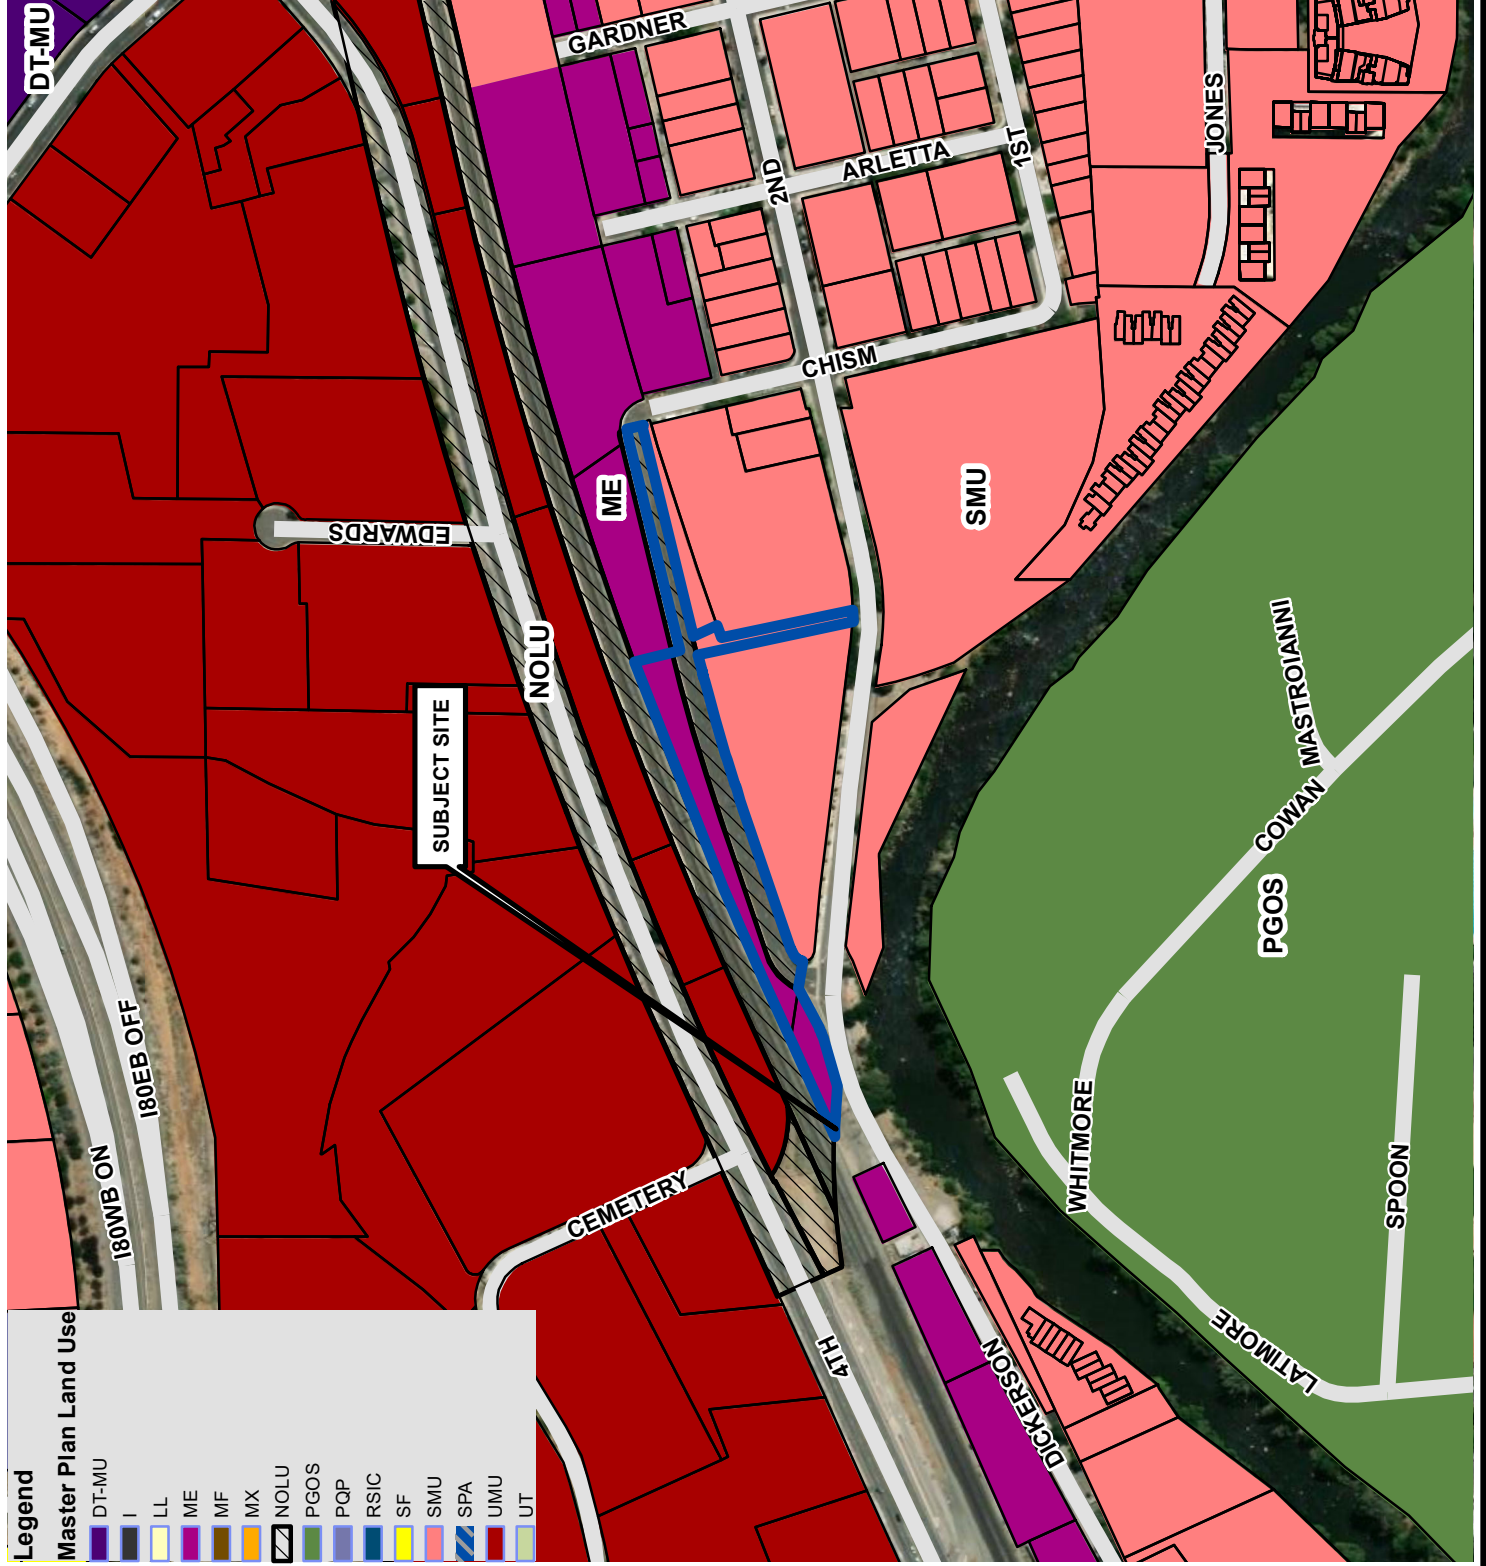 DT-MU
GARDNER
2ND
ARLETTA
1ST
JONES
CHISM
ME
SMU
EDWARDS
NOLU
SUBJECT SITE
MASTROIANNI
COWAN
PGOS
WHITMORE
SPOON
LATIMORE
I80EB OFF
I80WB ON
CEMETERY
4TH
DICKERSON
Legend
Master Plan Land Use
DT-MU
I
LL
ME
MF
MX
NOLU
PGOS
PQP
RSIC
SF
SMU
SPA
UMU
UT